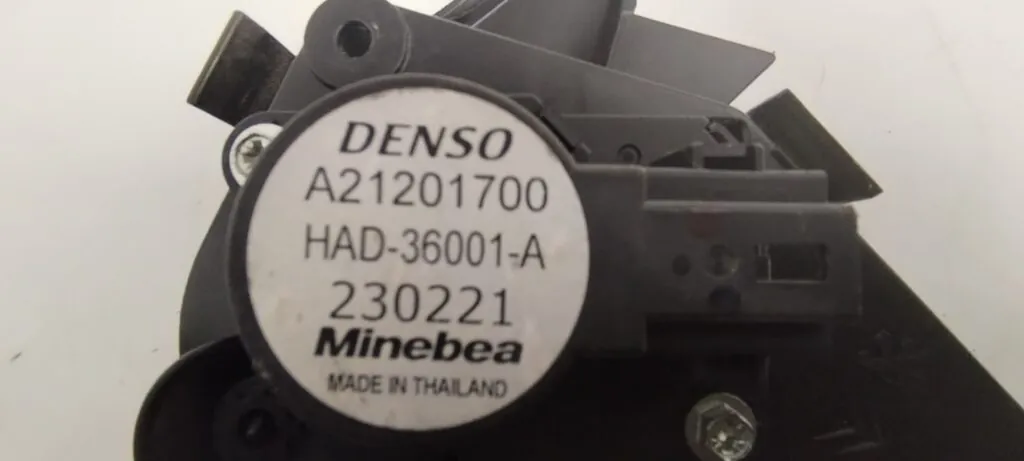 DENSO
A21201700
HAD-36001-A
230221
Minebea
MADE IN THAILAND